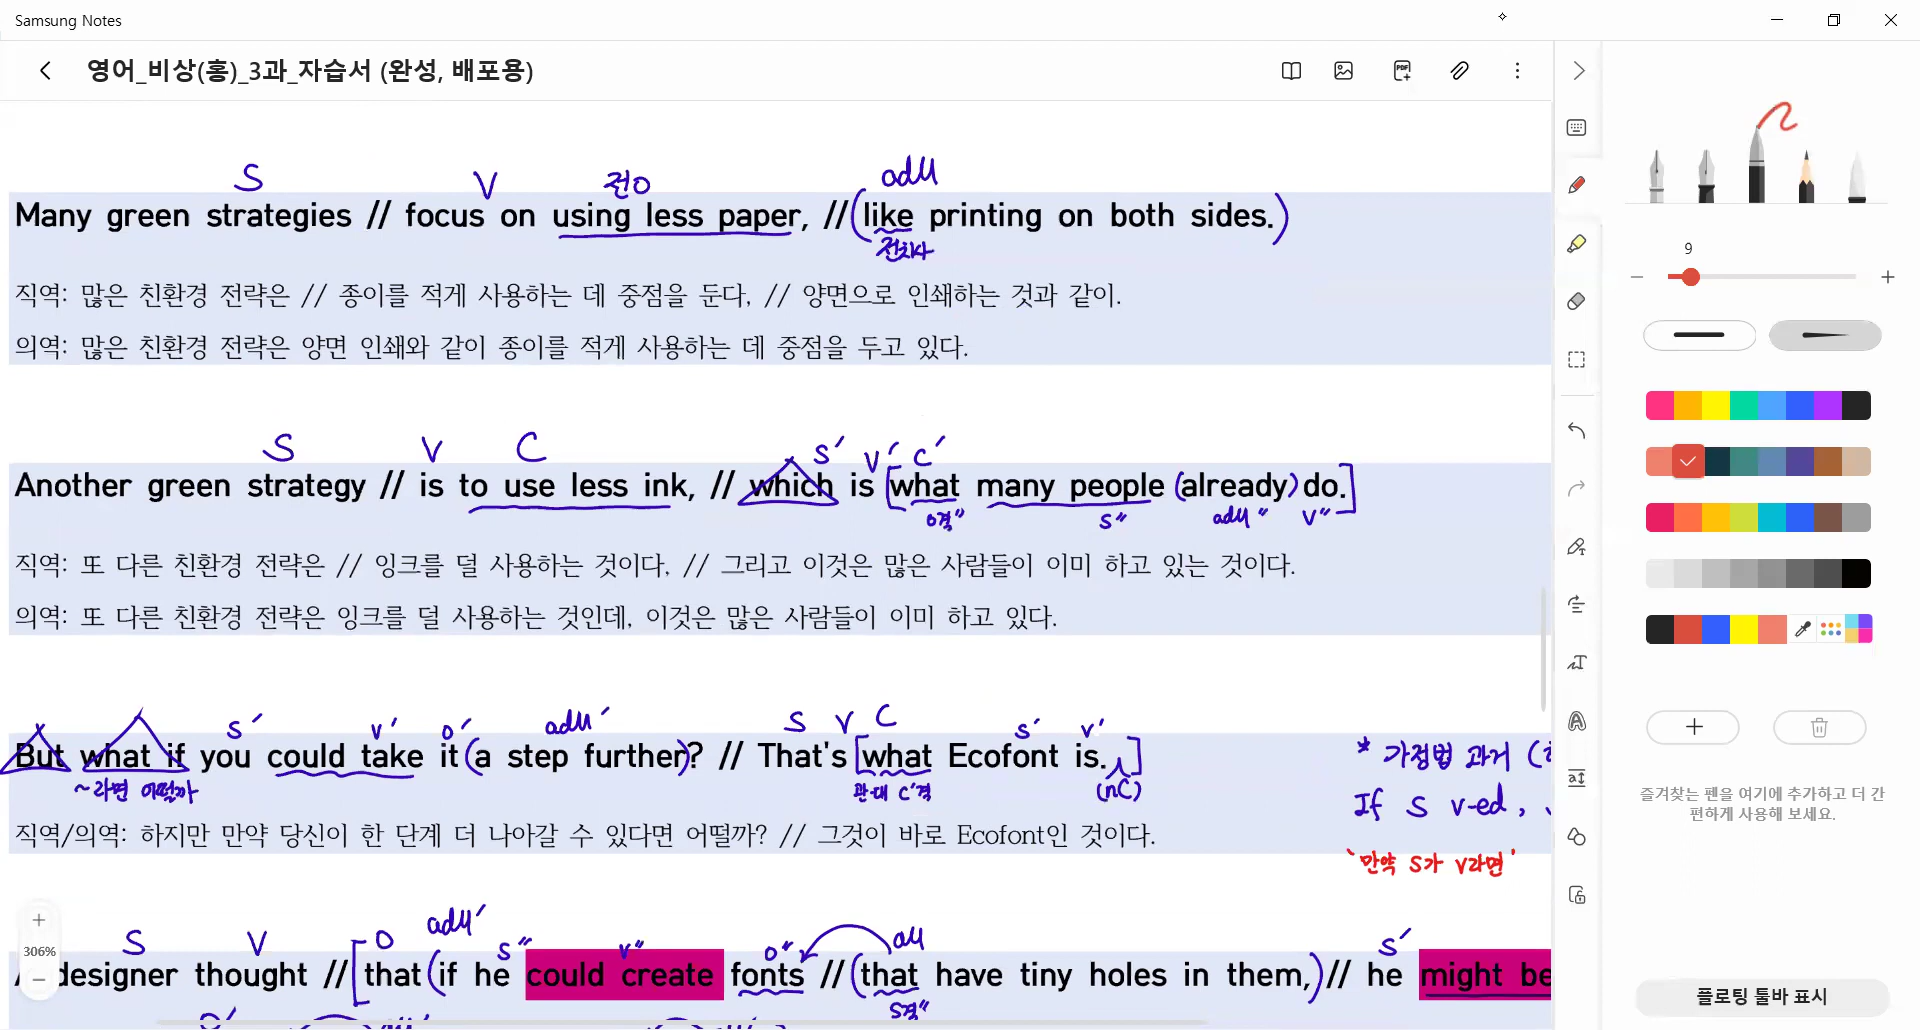 Samsung Notes
영어_비상(홍)_3과_자습서 (완성, 배포용)
S V 전O adv
Many green strategies // focus on using less paper, // (like printing on both sides.)
전치사
직역: 많은 친환경 전략은 // 종이를 적게 사용하는 데 중점을 둔다, // 양면으로 인쇄하는 것과 같이.
의역: 많은 친환경 전략은 양면 인쇄와 같이 종이를 적게 사용하는 데 중점을 두고 있다.
S V C S′ V′ C′
Another green strategy // is to use less ink, // which is [what many people (already) do.]
O격″ S″ adv″ V″
직역: 또 다른 친환경 전략은 // 잉크를 덜 사용하는 것이다, // 그리고 이것은 많은 사람들이 이미 하고 있는 것이다.
의역: 또 다른 친환경 전략은 잉크를 덜 사용하는 것인데, 이것은 많은 사람들이 이미 하고 있다.
S′ V′ O′ adv′ S V C S′ V′
But what if you could take it (a step further)? // That's [what Ecofont is.]
~라면 어떨까 관·대 C′격 (nC)
직역/의역: 하지만 만약 당신이 한 단계 더 나아갈 수 있다면 어떨까? // 그것이 바로 Ecofont인 것이다.
* 가정법 과거 (
If S v-ed,
'만약 S가 V라면'
S V O adv′ S″ V″ O″ S′
designer thought // [that (if he could create fonts // (that have tiny holes in them,) // he might be
S격″
9
306%
즐겨찾는 펜을 여기에 추가하고 더 간
편하게 사용해 보세요.
플로팅 툴바 표시